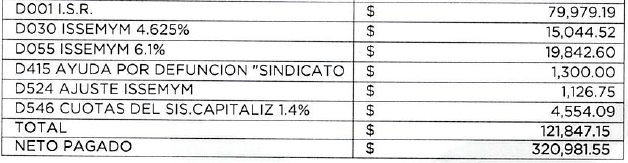 D001 I.S.R. $ 79,979.19
D030 ISSEMYM 4.625% $ 15,044.52
D055 ISSEMYM 6.1% $ 19,842.60
D415 AYUDA POR DEFUNCION "SINDICATO $ 1,300.00
D524 AJUSTE ISSEMYM $ 1,126.75
D546 CUOTAS DEL SIS.CAPITALIZ 1.4% $ 4,554.09
TOTAL $ 121,847.15
NETO PAGADO $ 320,981.55